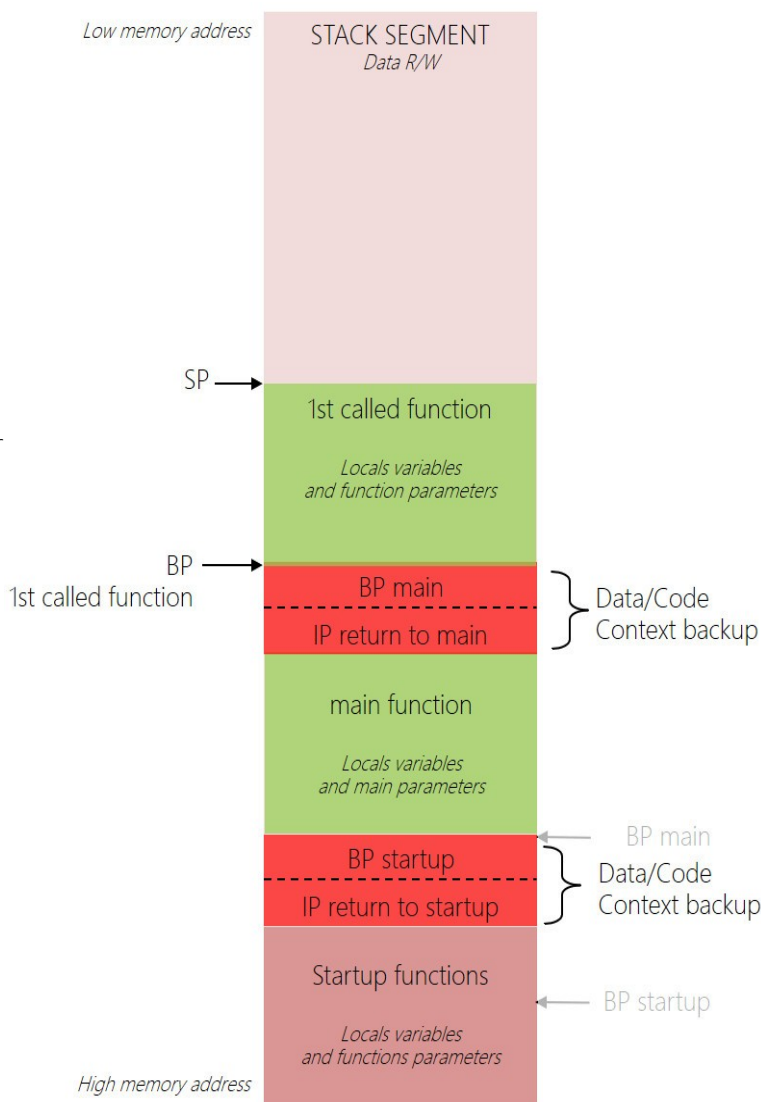 Low memory address
STACK SEGMENT
Data R/W
SP
1st called function
Locals variables
and function parameters
BP
1st called function
BP main
IP return to main
Data/Code
Context backup
main function
Locals variables
and main parameters
BP main
BP startup
IP return to startup
Data/Code
Context backup
Startup functions
BP startup
Locals variables
and functions parameters
High memory address